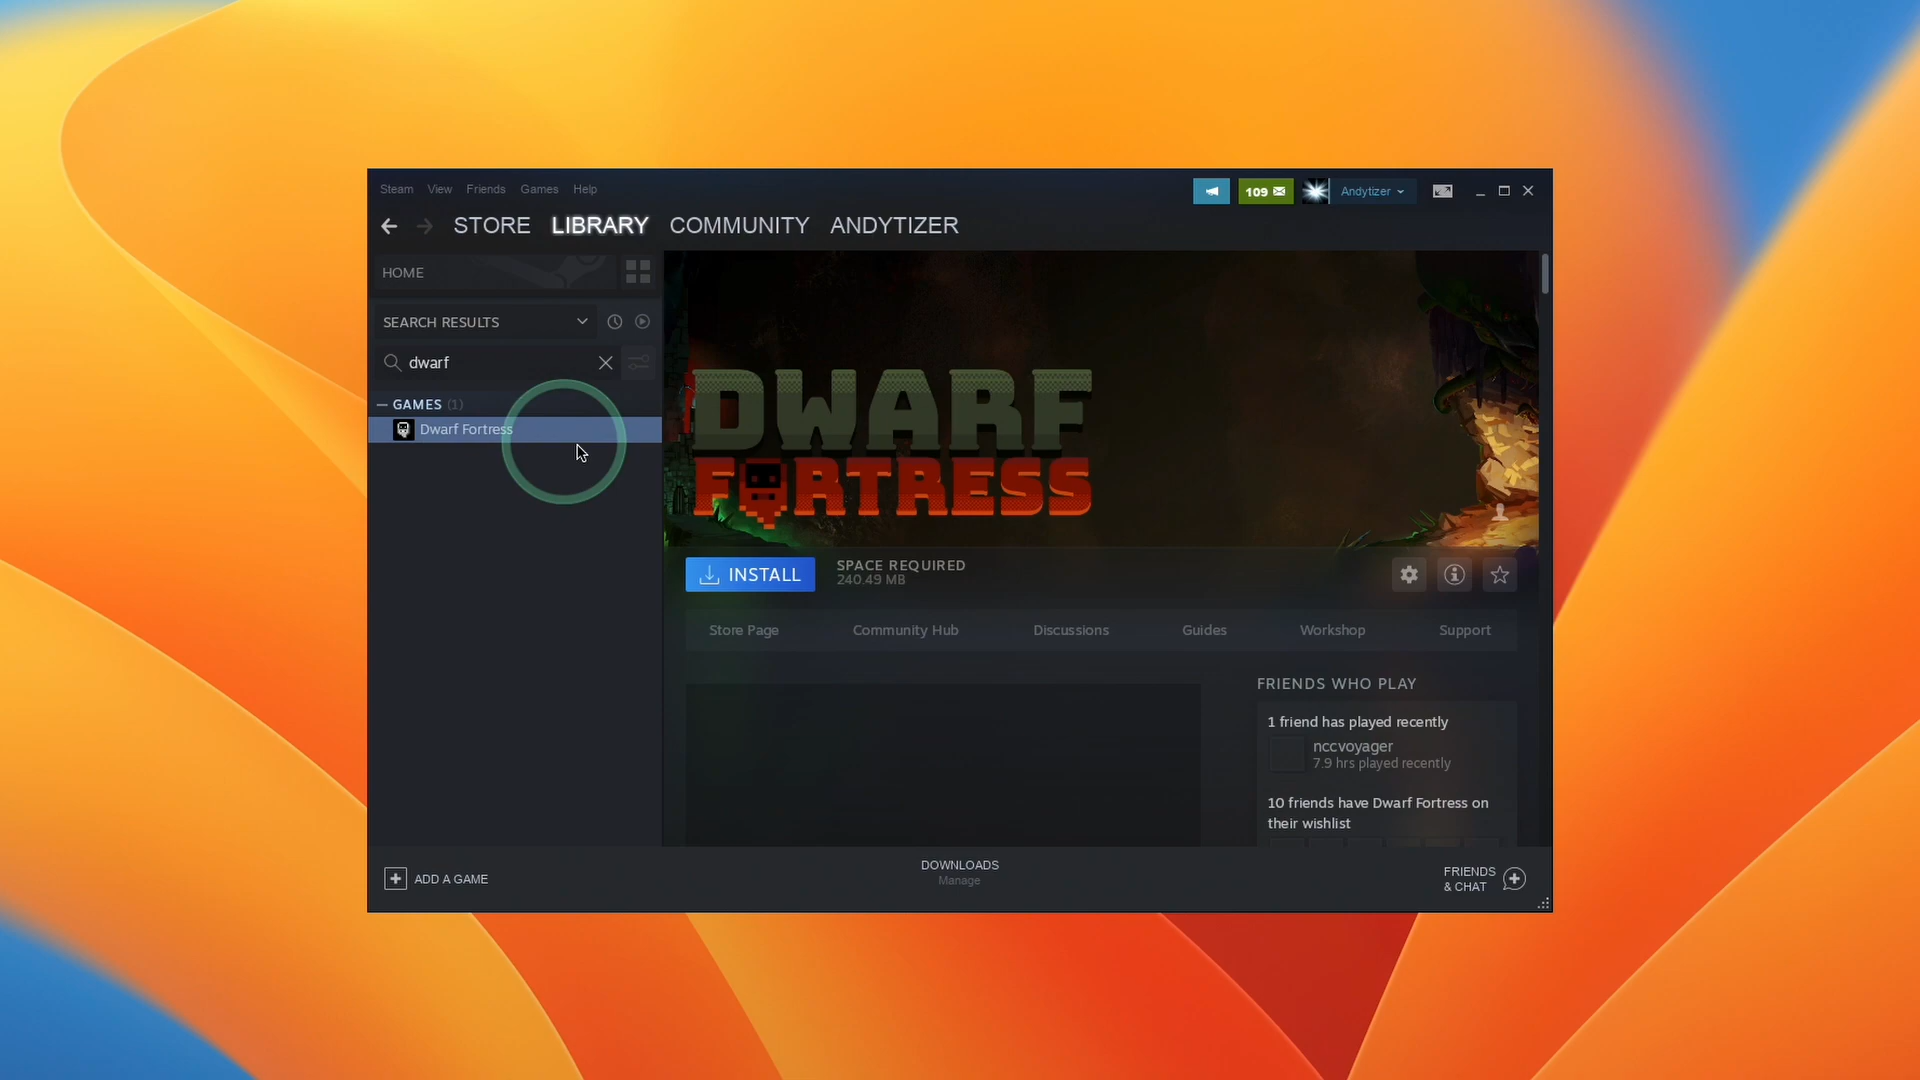 Steam View Friends Games Help
109
Andytizer
STORE LIBRARY COMMUNITY ANDYTIZER
HOME
SEARCH RESULTS
dwarf
GAMES (1)
Dwarf Fortress
DWARF
FORTRESS
INSTALL
SPACE REQUIRED
240.49 MB
Store Page Community Hub Discussions Guides Workshop Support
FRIENDS WHO PLAY
1 friend has played recently
nccvoyager
7.9 hrs played recently
10 friends have Dwarf Fortress on
their wishlist
ADD A GAME
DOWNLOADS
Manage
FRIENDS
& CHAT